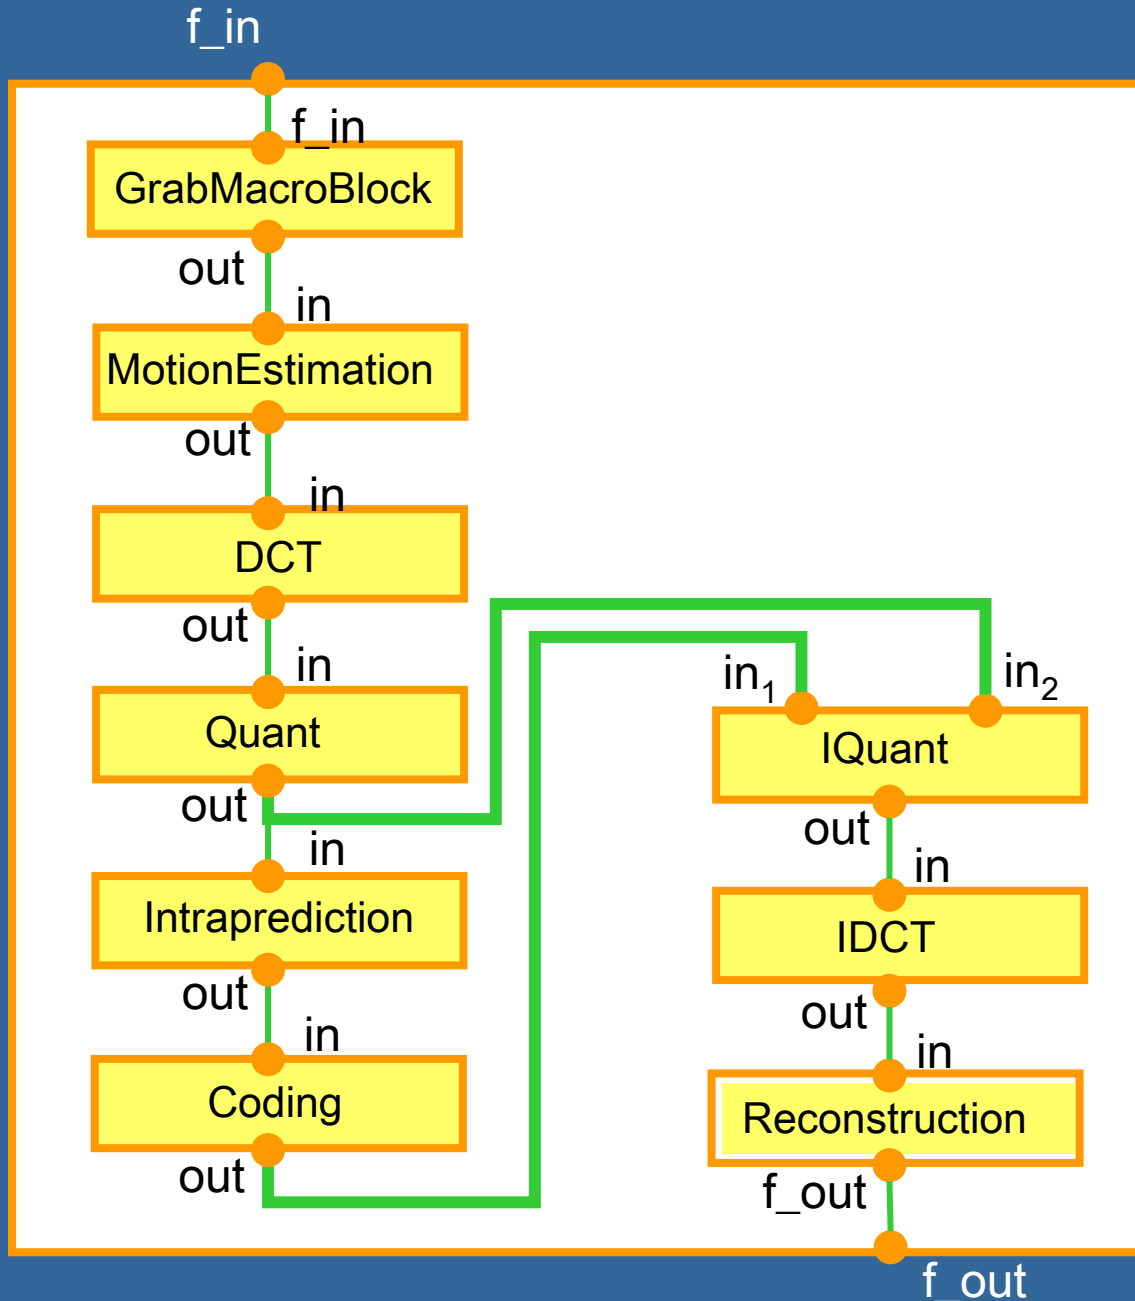 f_in
f_in
GrabMacroBlock
out
in
MotionEstimation
out
in
DCT
out
in
Quant
out
in
Intraprediction
out
in
Coding
out
in₁
in₂
IQuant
out
in
IDCT
out
in
Reconstruction
f_out
f_out